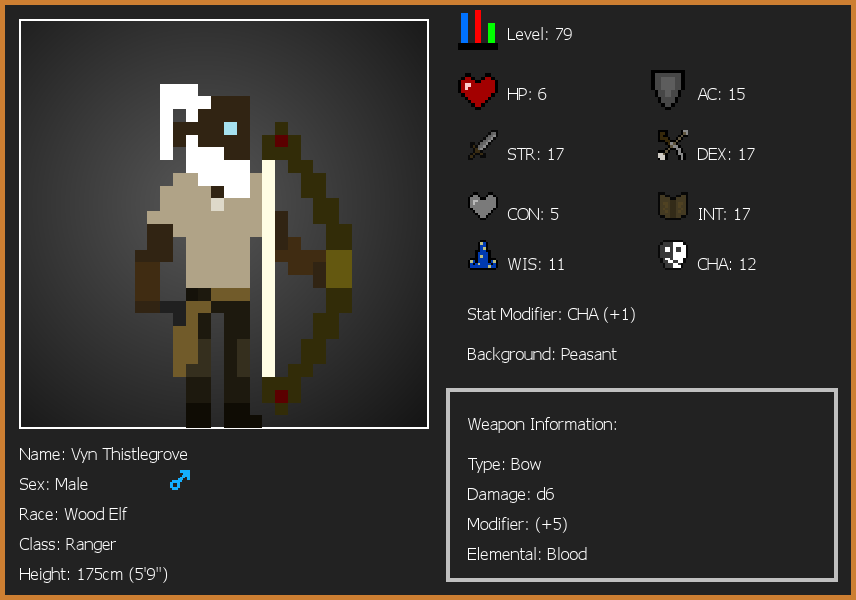 Level: 79
HP: 6
AC: 15
STR: 17
DEX: 17
CON: 5
INT: 17
WIS: 11
CHA: 12
Stat Modifier: CHA (+1)
Background: Peasant
Name: Vyn Thistlegrove
Sex: Male
Race: Wood Elf
Class: Ranger
Height: 175cm (5'9")
Weapon Information:
Type: Bow
Damage: d6
Modifier: (+5)
Elemental: Blood